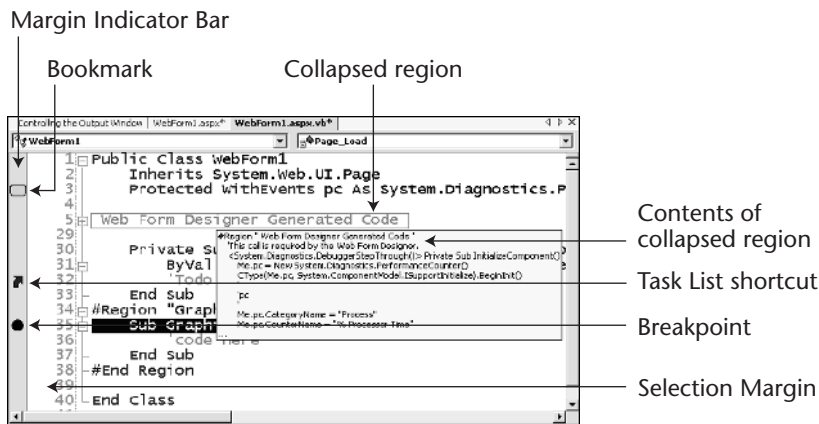 Margin Indicator Bar
Bookmark
Collapsed region
Controlling the Output Window | WebForm1.aspx* WebForm1.aspx.vb*
WebForm1
Page_Load
1 Public Class WebForm1
2 Inherits System.Web.UI.Page
3 Protected WithEvents pc As System.Diagnostics.P
4
5 Web Form Designer Generated Code
29
30 Private Su
31 ByVal e
32 'Todo
33 End Sub
34 #Region "Graph
35 Sub Graph
36 'code here
37 End Sub
38 #End Region
39
40 End Class
#Region " Web Form Designer Generated Code "
'This call is required by the Web Form Designer.
<System.Diagnostics.DebuggerStepThrough()> Private Sub InitializeComponent()
Me.pc = New System.Diagnostics.PerformanceCounter()
CType(Me.pc, System.ComponentModel.ISupportInitialize).BeginInit()
'
'pc
'
Me.pc.CategoryName = "Process"
Me.pc.CounterName = "% Processor Time"
Contents of
collapsed region
Task List shortcut
Breakpoint
Selection Margin